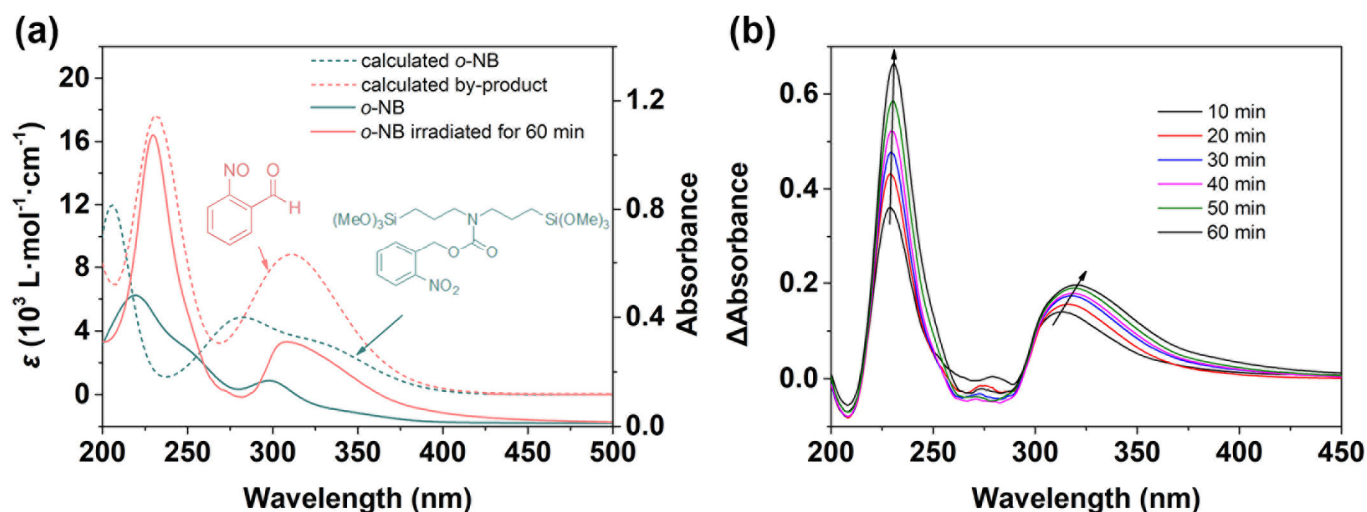 (a)
calculated o-NB
calculated by-product
o-NB
o-NB irradiated for 60 min
NO
O
H
(MeO)₃Si
N
Si(OMe)₃
O
O
NO₂
20
16
12
8
4
0
ε (10³ L·mol⁻¹·cm⁻¹)
1.2
0.8
0.4
0.0
Absorbance
200 250 300 350 400 450 500
Wavelength (nm)
(b)
0.6
0.4
0.2
0.0
ΔAbsorbance
10 min
20 min
30 min
40 min
50 min
60 min
200 250 300 350 400 450
Wavelength (nm)